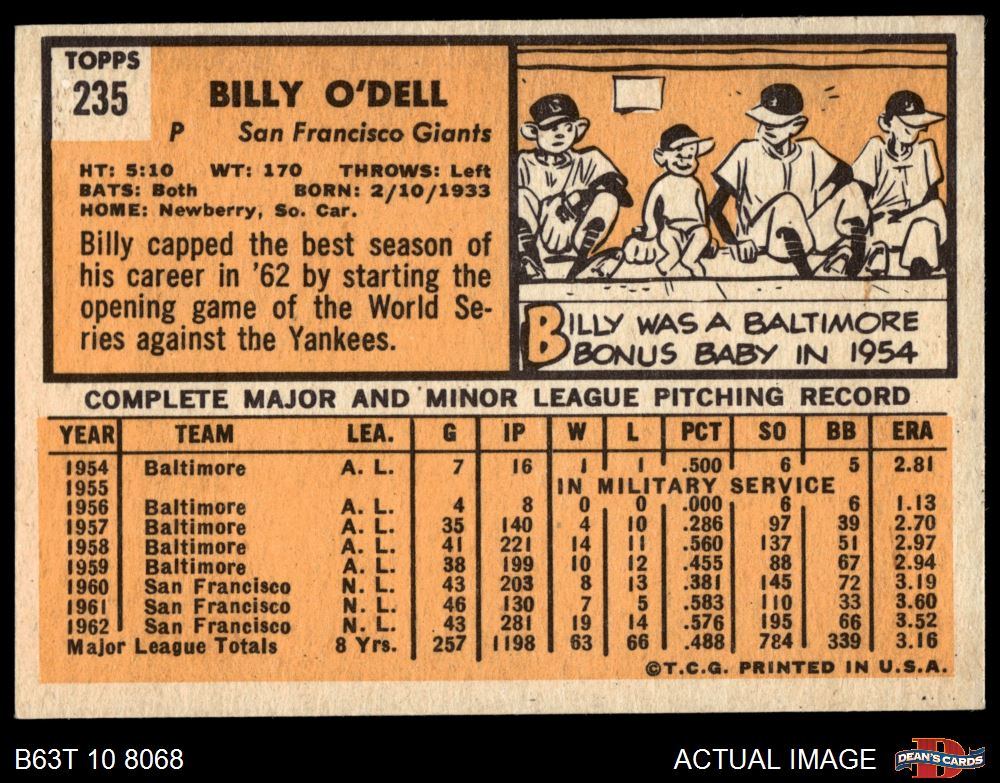 TOPPS
235
BILLY O'DELL
P San Francisco Giants
HT: 5:10 WT: 170 THROWS: Left
BATS: Both BORN: 2/10/1933
HOME: Newberry, So. Car.
Billy capped the best season of
his career in '62 by starting the
opening game of the World Se-
ries against the Yankees.
BILLY WAS A BALTIMORE
BONUS BABY IN 1954
COMPLETE MAJOR AND MINOR LEAGUE PITCHING RECORD
YEAR TEAM LEA. G IP W L PCT SO BB ERA
1954 Baltimore A. L. 7 16 1 1 .500 6 5 2.81
1955 IN MILITARY SERVICE
1956 Baltimore A. L. 4 8 0 0 .000 6 6 1.13
1957 Baltimore A. L. 35 140 4 10 .286 97 39 2.70
1958 Baltimore A. L. 41 221 14 11 .560 137 51 2.97
1959 Baltimore A. L. 38 199 10 12 .455 88 67 2.94
1960 San Francisco N. L. 43 203 8 13 .381 145 72 3.19
1961 San Francisco N. L. 46 130 7 5 .583 110 33 3.60
1962 San Francisco N. L. 43 281 19 14 .576 195 66 3.52
Major League Totals 8 Yrs. 257 1198 63 66 .488 784 339 3.16
©T.C.G. PRINTED IN U.S.A.
B63T 10 8068
ACTUAL IMAGE
D
DEAN'S CARDS